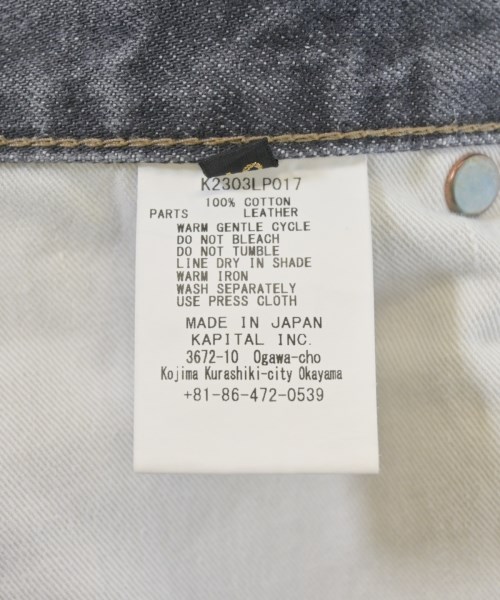 K2303LP017
100% COTTON
PARTS LEATHER
WARM GENTLE CYCLE
DO NOT BLEACH
DO NOT TUMBLE
LINE DRY IN SHADE
WARM IRON
WASH SEPARATELY
USE PRESS CLOTH
MADE IN JAPAN
KAPITAL INC.
3672-10 Ogawa-cho
Kojima Kurashiki-city Okayama
+81-86-472-0539